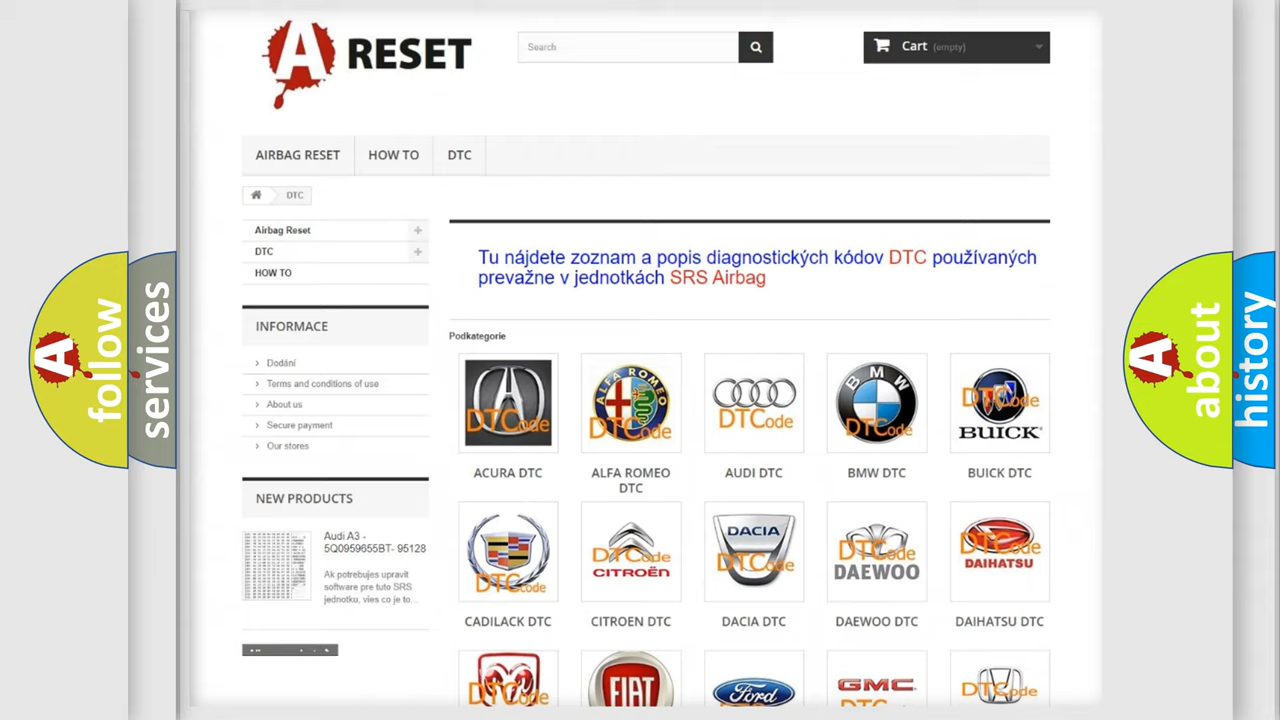 A RESET
Search
Cart (empty)
AIRBAG RESET
HOW TO
DTC
DTC
Airbag Reset
DTC
HOW TO
Tu nájdete zoznam a popis diagnostických kódov DTC používaných
prevažne v jednotkách SRS Airbag
INFORMACE
Dodání
Terms and conditions of use
About us
Secure payment
Our stores
NEW PRODUCTS
Audi A3 -
5Q0959655BT- 95128
Ak potrebujes upravit
software pre tuto SRS
jednotku, vies co je to...
Podkategorie
DTCode
ALFA ROMEO
DTCode
DTCode
BMW
DTCode
DTCode
BUICK
ACURA DTC
ALFA ROMEO
DTC
AUDI DTC
BMW DTC
BUICK DTC
DTCode
DTCode
CITROËN
DACIA
DTCode
DTCode
DAEWOO
DTCode
DAIHATSU
CADILACK DTC
CITROEN DTC
DACIA DTC
DAEWOO DTC
DAIHATSU DTC
DTCode
FIAT
Ford
GMC
DTCode
A follow
services
A about
history